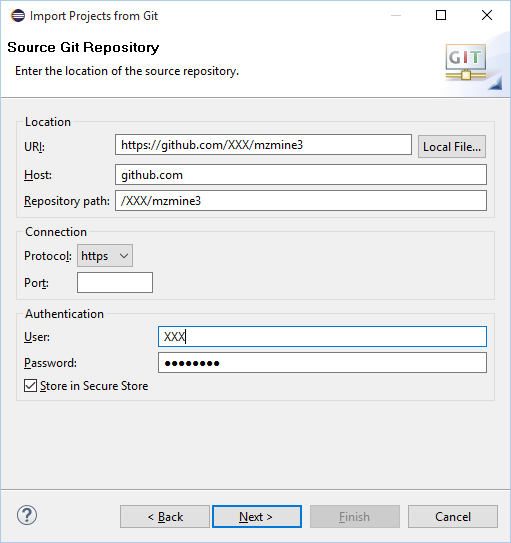 Import Projects from Git
Source Git Repository
Enter the location of the source repository.
GIT
Location
URI: https://github.com/XXX/mzmine3 Local File...
Host: github.com
Repository path: /XXX/mzmine3
Connection
Protocol: https
Port:
Authentication
User: XXX
Password: ●●●●●●●●
Store in Secure Store
? < Back Next > Finish Cancel